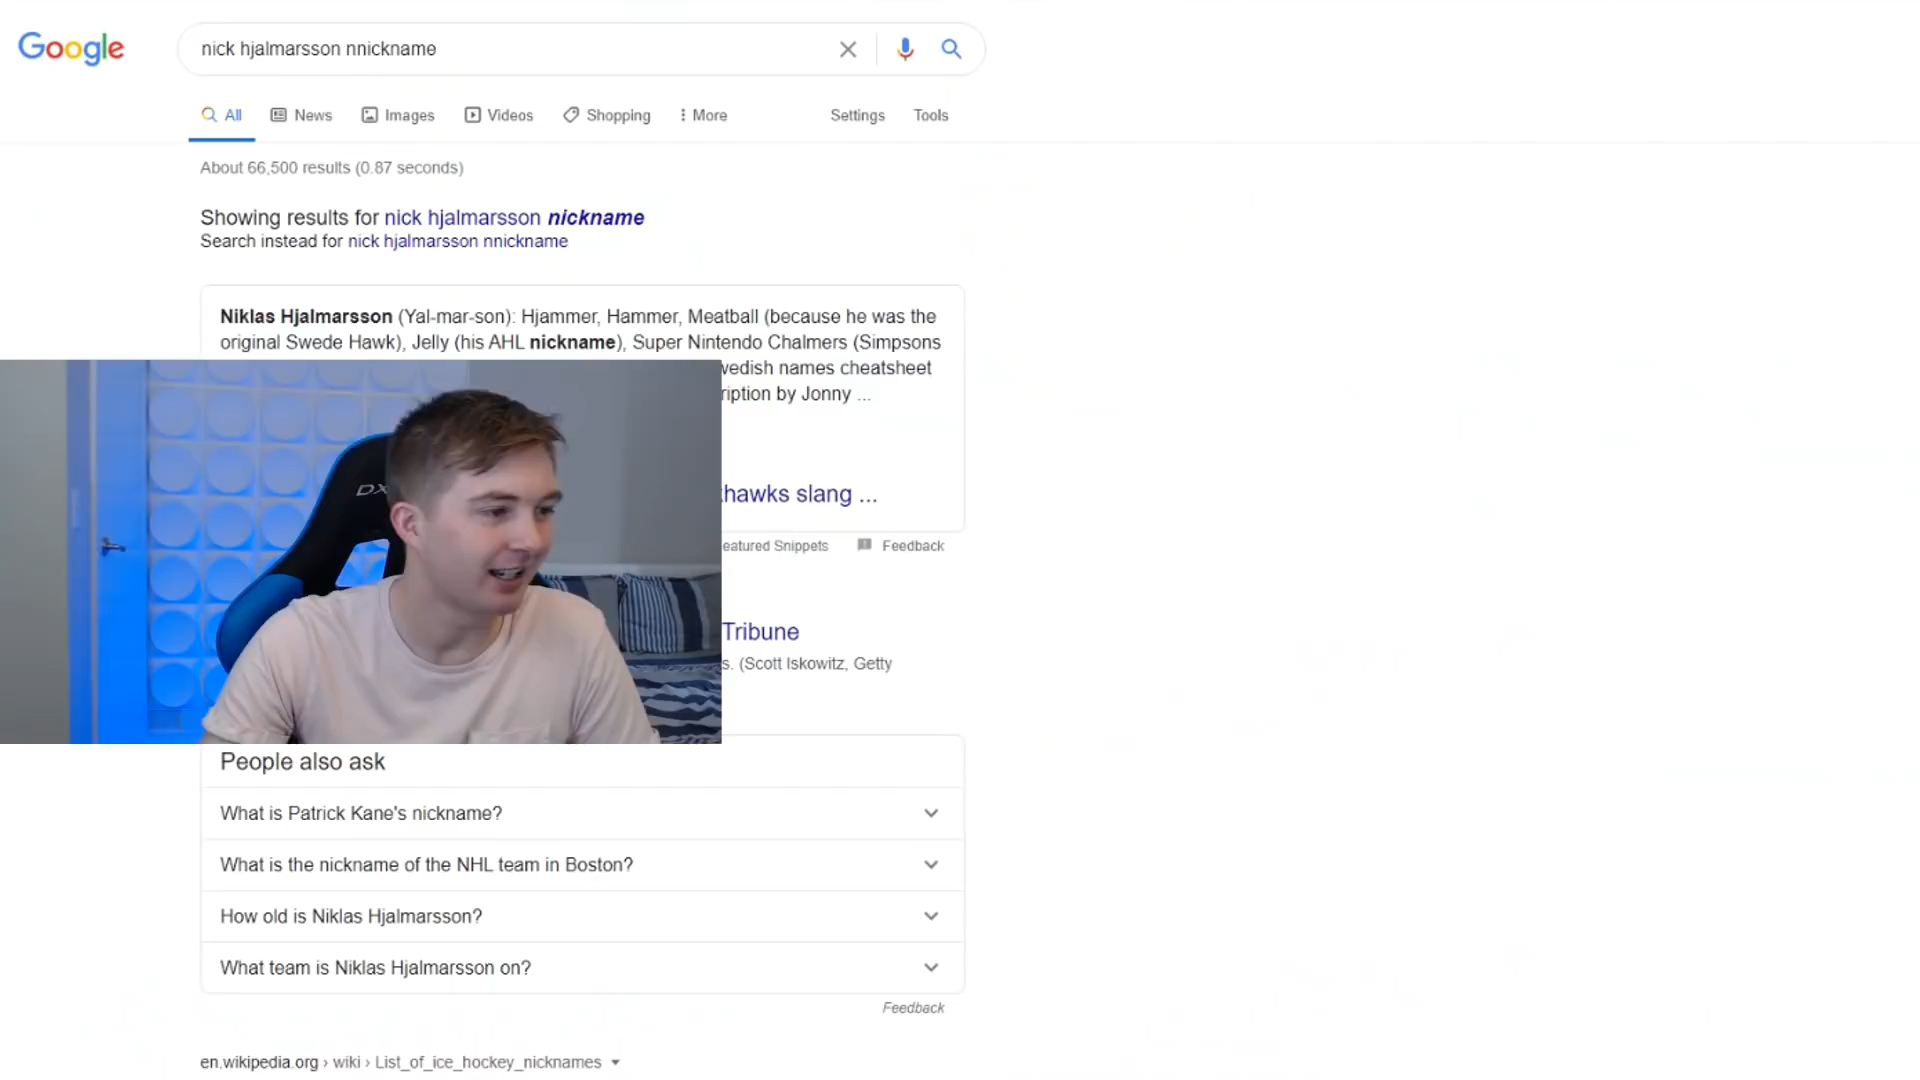 Google
nick hjalmarsson nnickname
All
News
Images
Videos
Shopping
More
Settings
Tools
About 66,500 results (0.87 seconds)
Showing results for nick hjalmarsson nickname
Search instead for nick hjalmarsson nnickname
Niklas Hjalmarsson (Yal-mar-son): Hjammer, Hammer, Meatball (because he was the
original Swede Hawk), Jelly (his AHL nickname), Super Nintendo Chalmers (Simpsons
wedish names cheatsheet
ription by Jonny ...
hawks slang ...
eatured Snippets
Feedback
DX
Tribune
s. (Scott Iskowitz, Getty
People also ask
What is Patrick Kane's nickname?
What is the nickname of the NHL team in Boston?
How old is Niklas Hjalmarsson?
What team is Niklas Hjalmarsson on?
Feedback
en.wikipedia.org › wiki › List_of_ice_hockey_nicknames